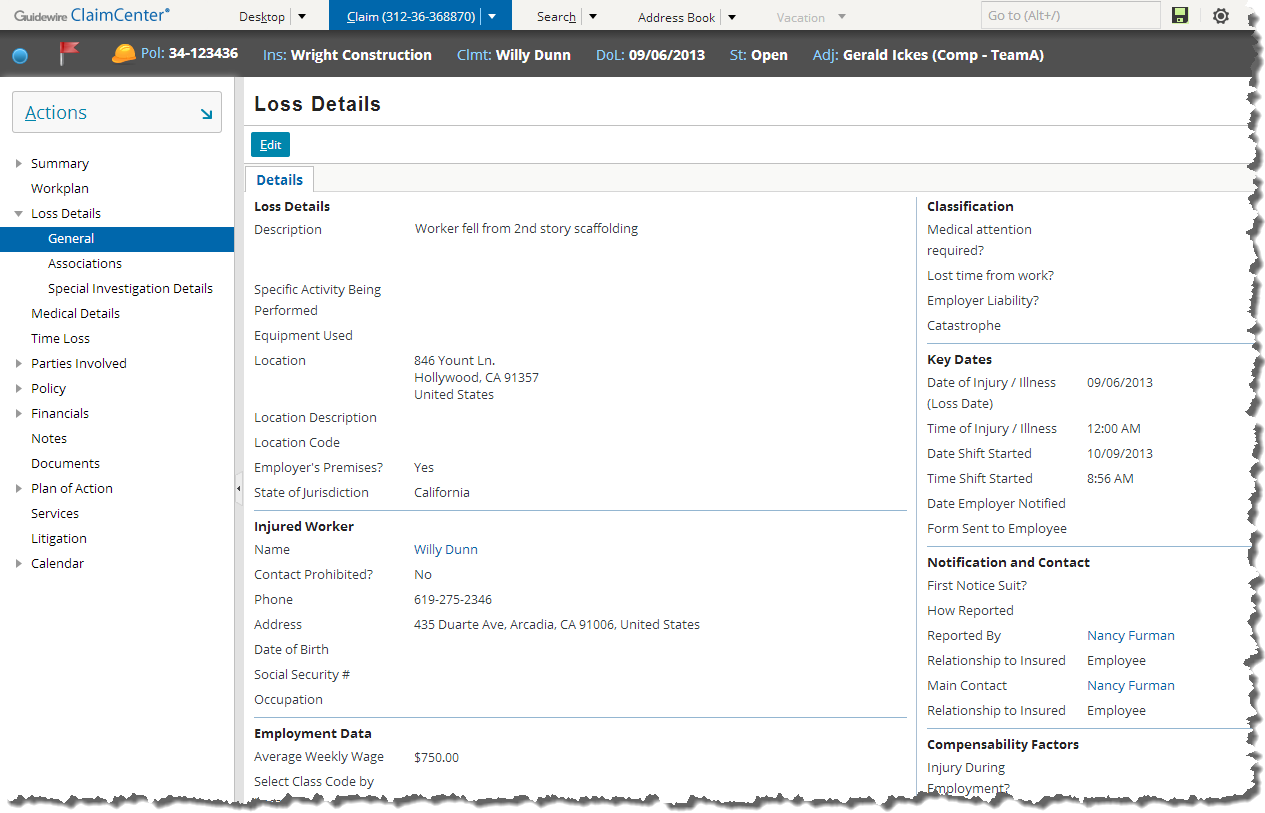 Guidewire ClaimCenter®
Desktop
Claim (312-36-368870)
Search
Address Book
Vacation
Go to (Alt+/)
Pol: 34-123436
Ins: Wright Construction
Clmt: Willy Dunn
DoL: 09/06/2013
St: Open
Adj: Gerald Ickes (Comp - TeamA)
Actions
Summary
Workplan
Loss Details
General
Associations
Special Investigation Details
Medical Details
Time Loss
Parties Involved
Policy
Financials
Notes
Documents
Plan of Action
Services
Litigation
Calendar
Loss Details
Edit
Details
Loss Details
Description Worker fell from 2nd story scaffolding
Specific Activity Being
Performed
Equipment Used
Location 846 Yount Ln.
Hollywood, CA 91357
United States
Location Description
Location Code
Employer's Premises? Yes
State of Jurisdiction California
Injured Worker
Name Willy Dunn
Contact Prohibited? No
Phone 619-275-2346
Address 435 Duarte Ave, Arcadia, CA 91006, United States
Date of Birth
Social Security #
Occupation
Employment Data
Average Weekly Wage $750.00
Select Class Code by
Classification
Medical attention
required?
Lost time from work?
Employer Liability?
Catastrophe
Key Dates
Date of Injury / Illness 09/06/2013
(Loss Date)
Time of Injury / Illness 12:00 AM
Date Shift Started 10/09/2013
Time Shift Started 8:56 AM
Date Employer Notified
Form Sent to Employee
Notification and Contact
First Notice Suit?
How Reported
Reported By Nancy Furman
Relationship to Insured Employee
Main Contact Nancy Furman
Relationship to Insured Employee
Compensability Factors
Injury During
Employment?